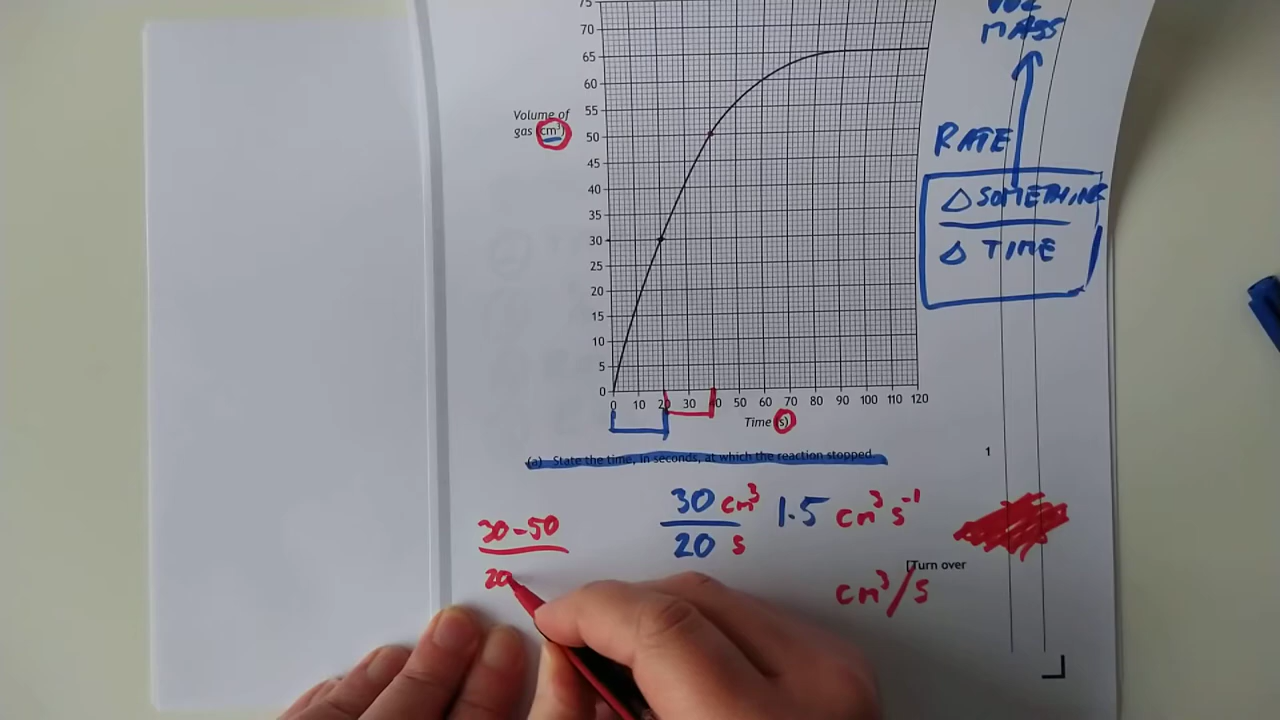 MASS
75
70
65
60
55
50
45
40
35
30
25
20
15
10
5
0
Volume of
gas (cm³)
0 10 20 30 40 50 60 70 80 90 100 110 120
Time (s)
RATE
△ SOMETHING
△ TIME
(a) State the time, in seconds, at which the reaction stopped.
1
30 cm³
20 s
1.5 cm³ s⁻¹
30-50
20
[Turn over
cm³/s